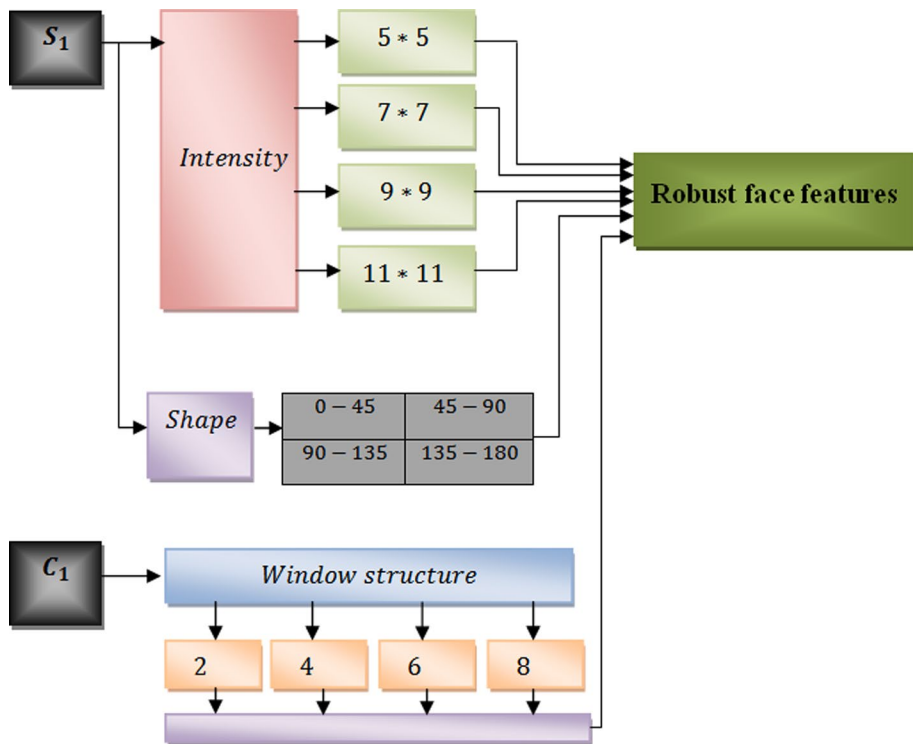 S₁
Intensity
5 * 5
7 * 7
9 * 9
11 * 11
Robust face features
Shape
0 – 45
45 – 90
90 – 135
135 – 180
C₁
Window structure
2
4
6
8